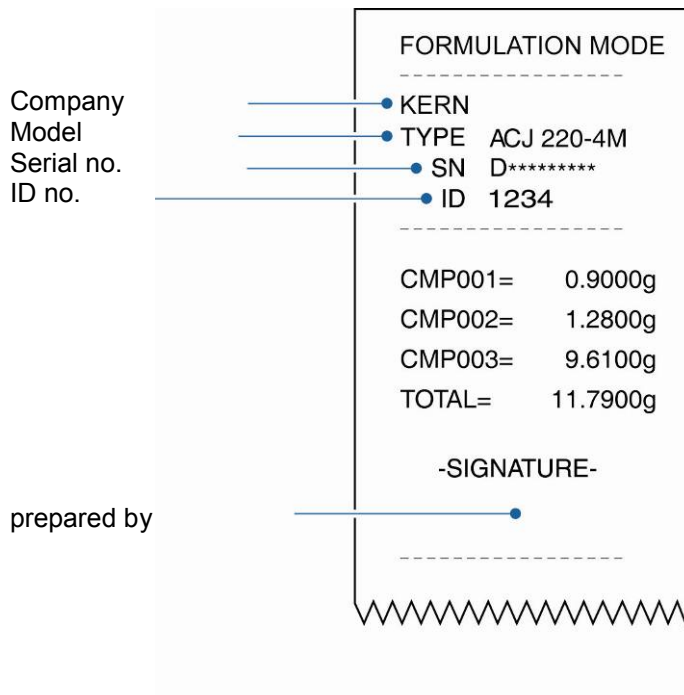 FORMULATION MODE
Company KERN
Model TYPE ACJ 220-4M
Serial no. SN D*********
ID no. ID 1234
CMP001= 0.9000g
CMP002= 1.2800g
CMP003= 9.6100g
TOTAL= 11.7900g
-SIGNATURE-
prepared by